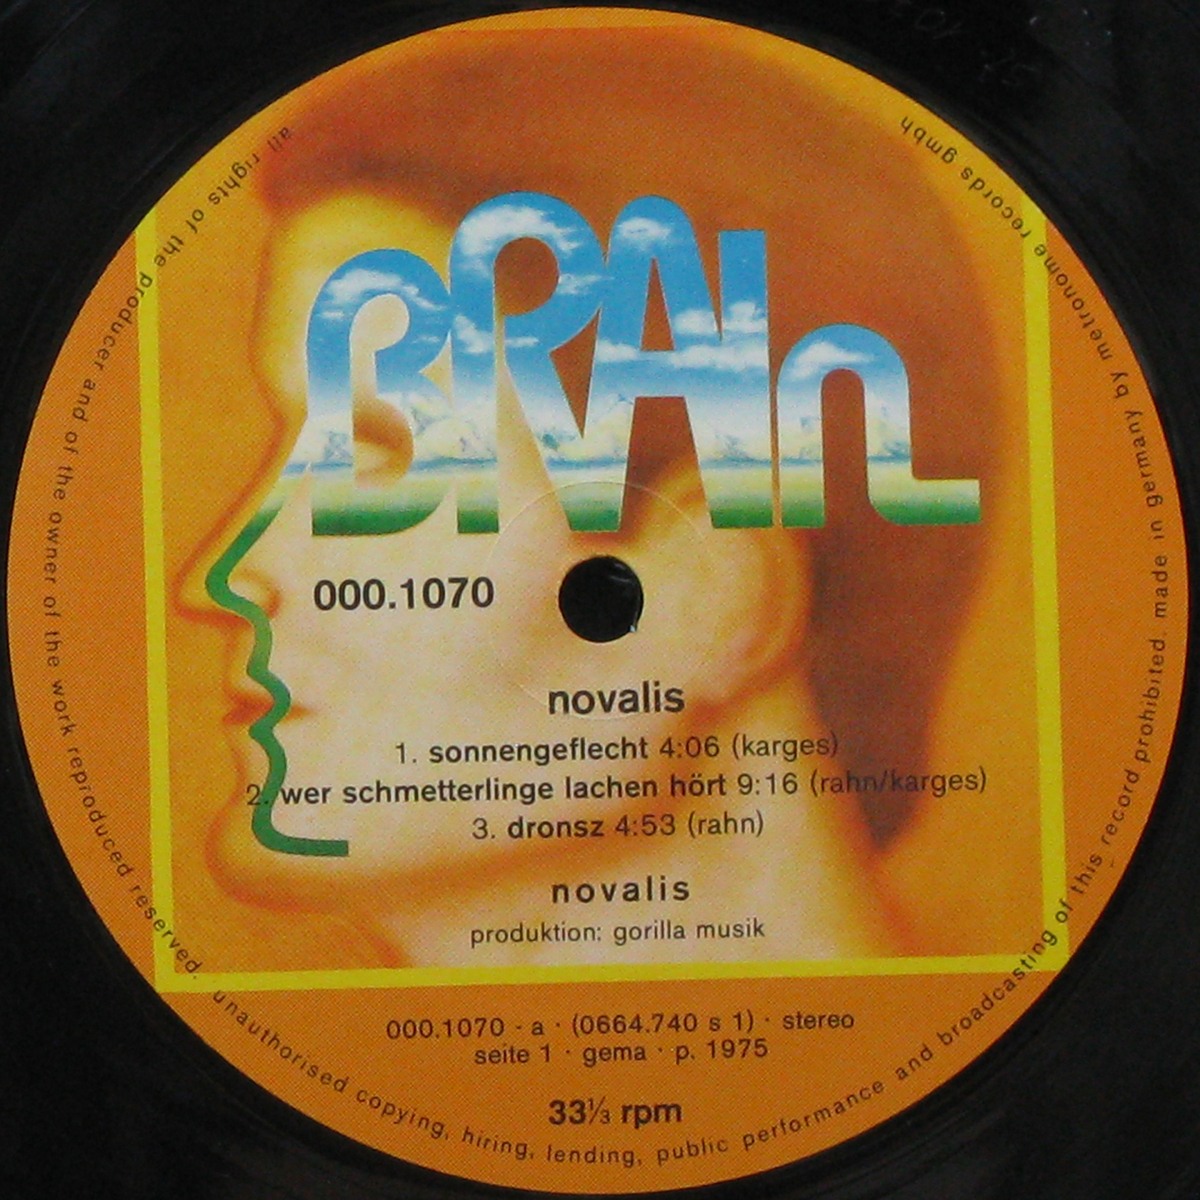 BRAIn
000.1070
novalis
1. sonnengeflecht 4:06 (karges)
2. wer schmetterlinge lachen hört 9:16 (rahn/karges)
3. dronsz 4:53 (rahn)
novalis
produktion: gorilla musik
000.1070 - a · (0664.740 s 1) · stereo
seite 1 · gema · p. 1975
33⅓ rpm
all rights of the producer and of the owner of the work reproduced reserved. unauthorised copying, hiring, lending, public performance and broadcasting of this record prohibited. made in germany by metronome records gmbh